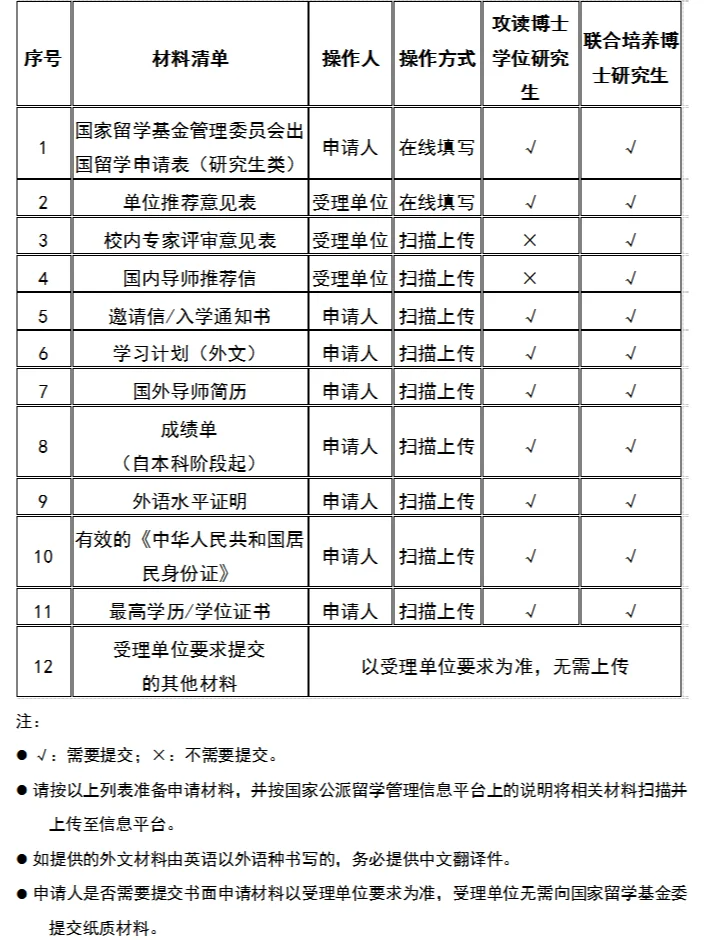 序号 材料清单 操作人 操作方式 攻读博士学位研究生 联合培养博士研究生
1 国家留学基金管理委员会出国留学申请表（研究生类） 申请人 在线填写 √ √
2 单位推荐意见表 受理单位 在线填写 √ √
3 校内专家评审意见表 受理单位 扫描上传 × √
4 国内导师推荐信 受理单位 扫描上传 × √
5 邀请信/入学通知书 申请人 扫描上传 √ √
6 学习计划（外文） 申请人 扫描上传 √ √
7 国外导师简历 申请人 扫描上传 √ √
8 成绩单（自本科阶段起） 申请人 扫描上传 √ √
9 外语水平证明 申请人 扫描上传 √ √
10 有效的《中华人民共和国居民身份证》 申请人 扫描上传 √ √
11 最高学历/学位证书 申请人 扫描上传 √ √
12 受理单位要求提交的其他材料 以受理单位要求为准，无需上传
注：
● √：需要提交；×：不需要提交。
● 请按以上列表准备申请材料，并按国家公派留学管理信息平台上的说明将相关材料扫描并
上传至信息平台。
● 如提供的外文材料由英语以外语种书写的，务必提供中文翻译件。
● 申请人是否需要提交书面申请材料以受理单位要求为准，受理单位无需向国家留学基金委
提交纸质材料。